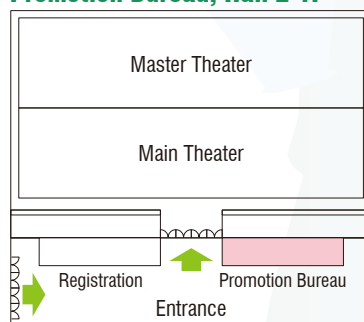 Master Theater
Main Theater
Registration
Promotion Bureau
Entrance